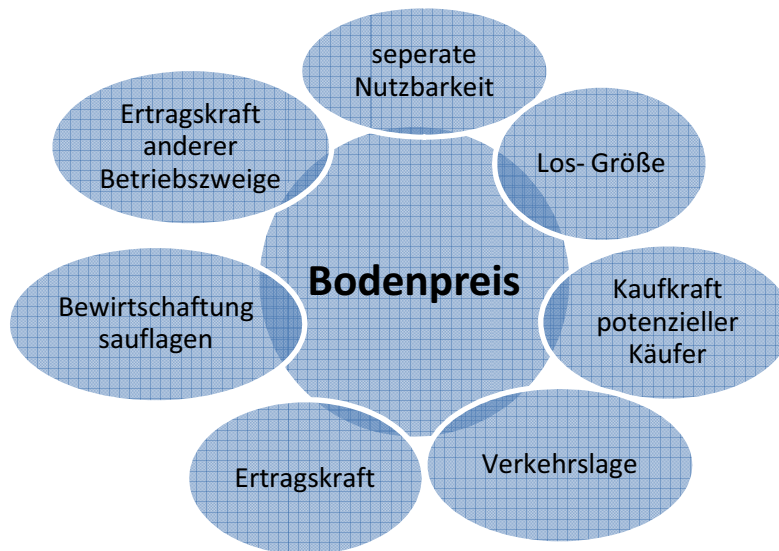 seperate
Nutzbarkeit
Ertragskraft
anderer
Betriebszweige
Los- Größe
Bodenpreis
Bewirtschaftung
sauflagen
Kaufkraft
potenzieller
Käufer
Ertragskraft
Verkehrslage